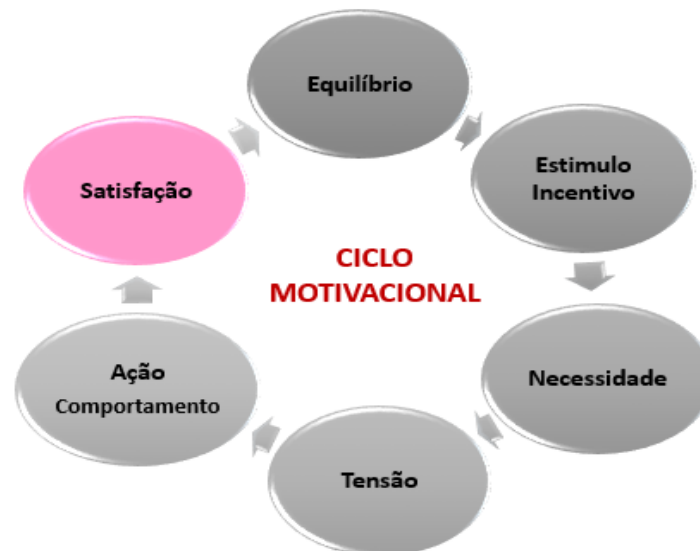 Equilíbrio
Estimulo
Incentivo
Necessidade
Tensão
Ação
Comportamento
Satisfação
CICLO
MOTIVACIONAL